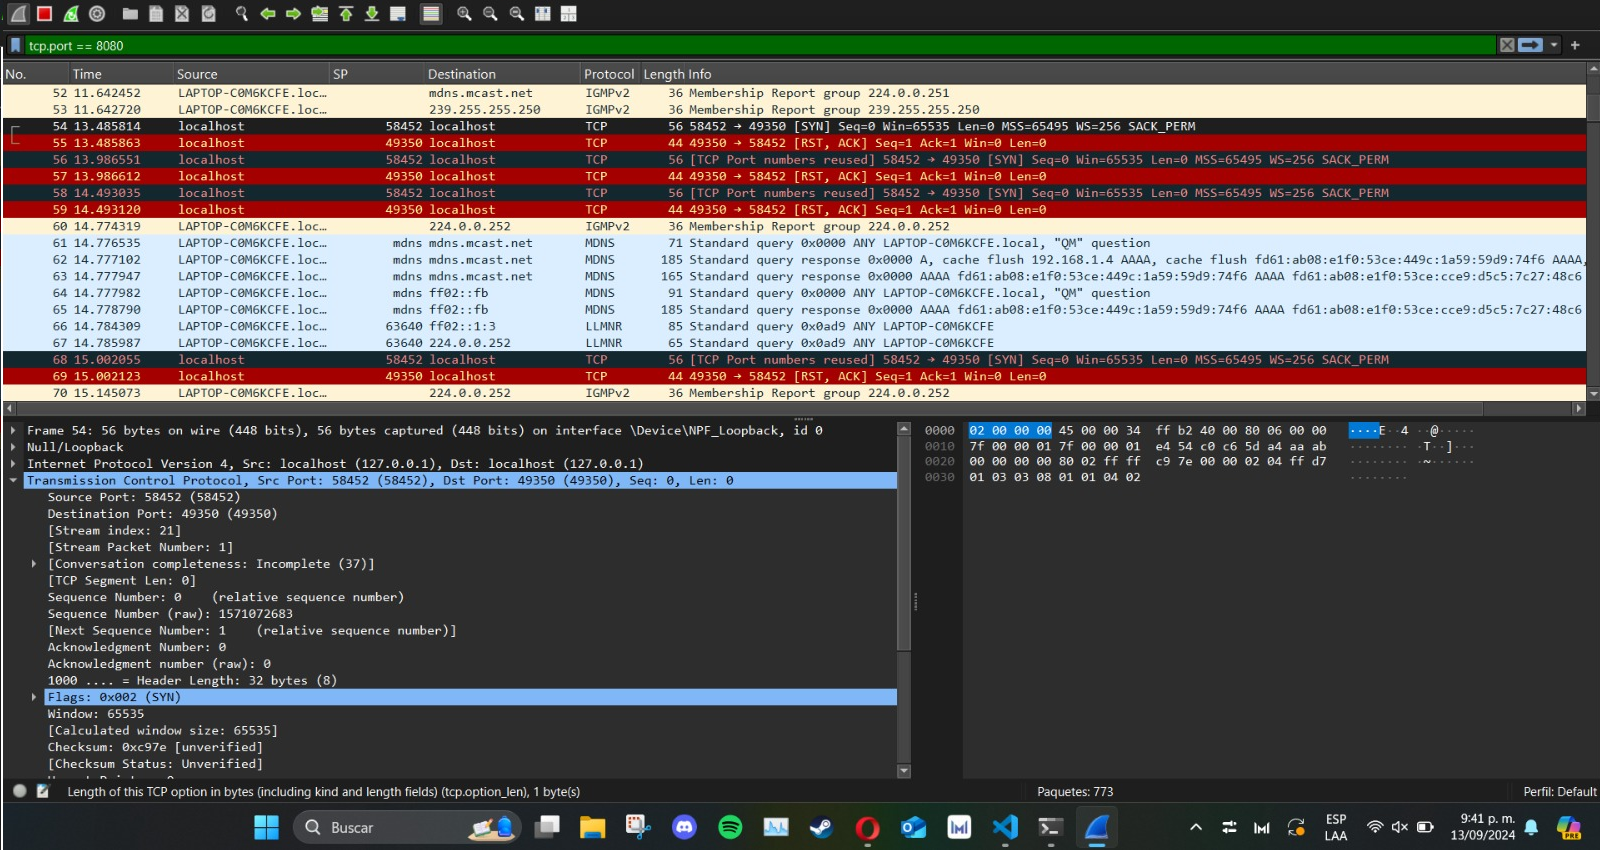 tcp.port == 8080
No. Time Source SP Destination Protocol Length Info
52 11.642452 LAPTOP-C0M6KCFE.loc… mdns.mcast.net IGMPv2 36 Membership Report group 224.0.0.251
53 11.642720 LAPTOP-C0M6KCFE.loc… 239.255.255.250 IGMPv2 36 Membership Report group 239.255.255.250
54 13.485814 localhost 58452 localhost TCP 56 58452 → 49350 [SYN] Seq=0 Win=65535 Len=0 MSS=65495 WS=256 SACK_PERM
55 13.485863 localhost 49350 localhost TCP 44 49350 → 58452 [RST, ACK] Seq=1 Ack=1 Win=0 Len=0
56 13.986551 localhost 58452 localhost TCP 56 [TCP Port numbers reused] 58452 → 49350 [SYN] Seq=0 Win=65535 Len=0 MSS=65495 WS=256 SACK_PERM
57 13.986612 localhost 49350 localhost TCP 44 49350 → 58452 [RST, ACK] Seq=1 Ack=1 Win=0 Len=0
58 14.493035 localhost 58452 localhost TCP 56 [TCP Port numbers reused] 58452 → 49350 [SYN] Seq=0 Win=65535 Len=0 MSS=65495 WS=256 SACK_PERM
59 14.493120 localhost 49350 localhost TCP 44 49350 → 58452 [RST, ACK] Seq=1 Ack=1 Win=0 Len=0
60 14.774319 LAPTOP-C0M6KCFE.loc… 224.0.0.252 IGMPv2 36 Membership Report group 224.0.0.252
61 14.776535 LAPTOP-C0M6KCFE.loc… mdns mdns.mcast.net MDNS 71 Standard query 0x0000 ANY LAPTOP-C0M6KCFE.local, "QM" question
62 14.777102 LAPTOP-C0M6KCFE.loc… mdns mdns.mcast.net MDNS 185 Standard query response 0x0000 A, cache flush 192.168.1.4 AAAA, cache flush fd61:ab08:e1f0:53ce:449c:1a59:59d9:74f6 AAAA,
63 14.777947 LAPTOP-C0M6KCFE.loc… mdns mdns.mcast.net MDNS 165 Standard query response 0x0000 AAAA fd61:ab08:e1f0:53ce:449c:1a59:59d9:74f6 AAAA fd61:ab08:e1f0:53ce:cce9:d5c5:7c27:48c6
64 14.777982 LAPTOP-C0M6KCFE.loc… mdns ff02::fb MDNS 91 Standard query 0x0000 ANY LAPTOP-C0M6KCFE.local, "QM" question
65 14.778790 LAPTOP-C0M6KCFE.loc… mdns ff02::fb MDNS 185 Standard query response 0x0000 AAAA fd61:ab08:e1f0:53ce:449c:1a59:59d9:74f6 AAAA fd61:ab08:e1f0:53ce:cce9:d5c5:7c27:48c6
66 14.784309 LAPTOP-C0M6KCFE.loc… 63640 ff02::1:3 LLMNR 85 Standard query 0x0ad9 ANY LAPTOP-C0M6KCFE
67 14.785987 LAPTOP-C0M6KCFE.loc… 63640 224.0.0.252 LLMNR 65 Standard query 0x0ad9 ANY LAPTOP-C0M6KCFE
68 15.002055 localhost 58452 localhost TCP 56 [TCP Port numbers reused] 58452 → 49350 [SYN] Seq=0 Win=65535 Len=0 MSS=65495 WS=256 SACK_PERM
69 15.002123 localhost 49350 localhost TCP 44 49350 → 58452 [RST, ACK] Seq=1 Ack=1 Win=0 Len=0
70 15.145073 LAPTOP-C0M6KCFE.loc… 224.0.0.252 IGMPv2 36 Membership Report group 224.0.0.252
Frame 54: 56 bytes on wire (448 bits), 56 bytes captured (448 bits) on interface \Device\NPF_Loopback, id 0
Null/Loopback
Internet Protocol Version 4, Src: localhost (127.0.0.1), Dst: localhost (127.0.0.1)
Transmission Control Protocol, Src Port: 58452 (58452), Dst Port: 49350 (49350), Seq: 0, Len: 0
Source Port: 58452 (58452)
Destination Port: 49350 (49350)
[Stream index: 21]
[Stream Packet Number: 1]
[Conversation completeness: Incomplete (37)]
[TCP Segment Len: 0]
Sequence Number: 0 (relative sequence number)
Sequence Number (raw): 1571072683
[Next Sequence Number: 1 (relative sequence number)]
Acknowledgment Number: 0
Acknowledgment number (raw): 0
1000 .... = Header Length: 32 bytes (8)
Flags: 0x002 (SYN)
Window: 65535
[Calculated window size: 65535]
Checksum: 0xc97e [unverified]
[Checksum Status: Unverified]
0000 02 00 00 00 45 00 00 34 ff b2 40 00 80 06 00 00 ····E··4 ··@·····
0010 7f 00 00 01 7f 00 00 01 e4 54 c0 c6 5d a4 aa ab ········ ·T··]···
0020 00 00 00 00 80 02 ff ff c9 7e 00 00 02 04 ff d7 ········ ·~······
0030 01 03 03 08 01 01 04 02 ········
Length of this TCP option in bytes (including kind and length fields) (tcp.option_len), 1 byte(s) Paquetes: 773 Perfil: Default
Buscar
ESP
LAA
9:41 p. m.
13/09/2024
PRE